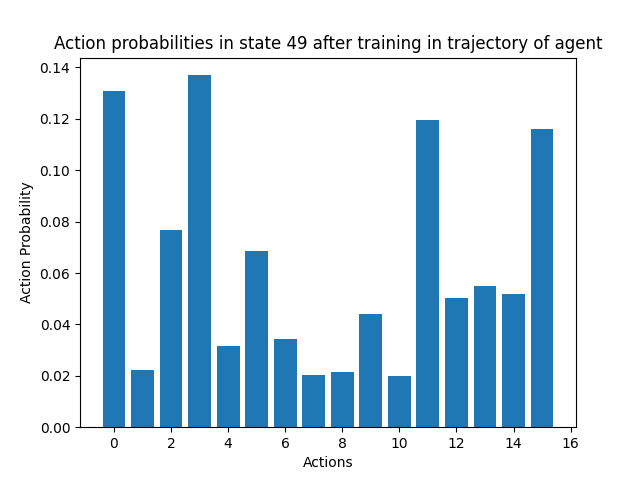 Action probabilities in state 49 after training in trajectory of agent
0.14
0.12
0.10
0.08
0.06
0.04
0.02
0.00
Action Probability
0 2 4 6 8 10 12 14 16
Actions